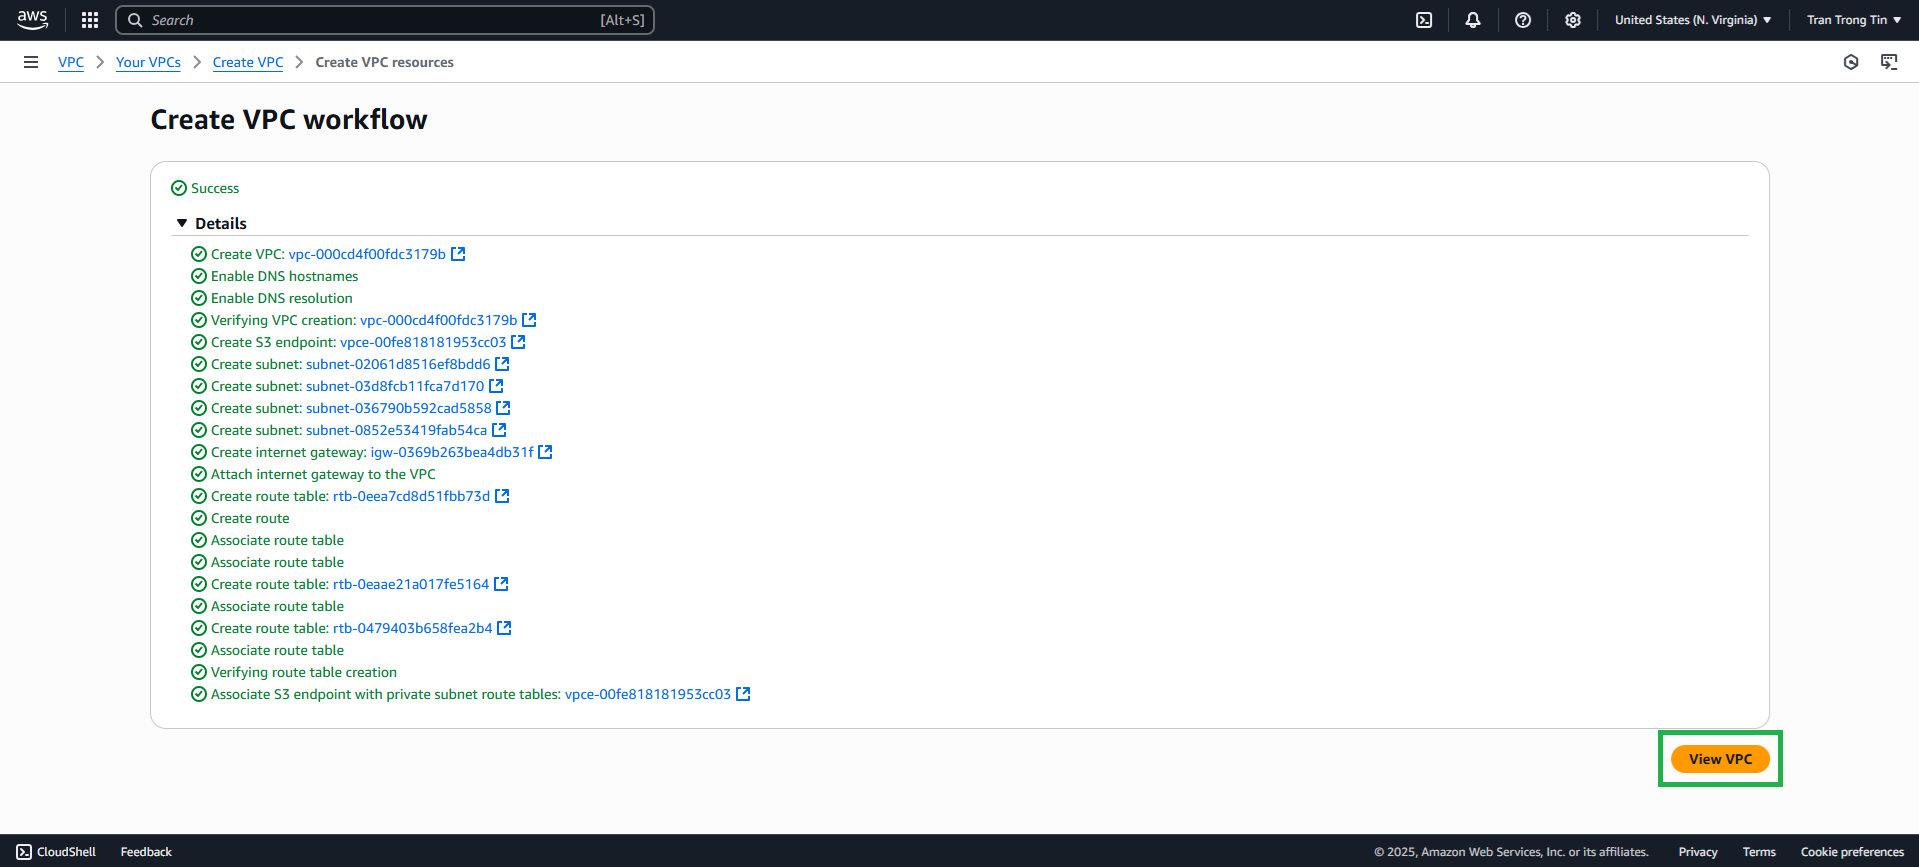 aws Search [Alt+S] United States (N. Virginia) Tran Trong Tin
VPC Your VPCs Create VPC Create VPC resources
Create VPC workflow
Success
Details
Create VPC: vpc-000cd4f00fdc3179b
Enable DNS hostnames
Enable DNS resolution
Verifying VPC creation: vpc-000cd4f00fdc3179b
Create S3 endpoint: vpce-00fe818181953cc03
Create subnet: subnet-02061d8516ef8bdd6
Create subnet: subnet-03d8fcb11fca7d170
Create subnet: subnet-036790b592cad5858
Create subnet: subnet-0852e53419fab54ca
Create internet gateway: igw-0369b263bea4db31f
Attach internet gateway to the VPC
Create route table: rtb-0eea7cd8d51fbb73d
Create route
Associate route table
Associate route table
Create route table: rtb-0eaae21a017fe5164
Associate route table
Create route table: rtb-0479403b658fea2b4
Associate route table
Verifying route table creation
Associate S3 endpoint with private subnet route tables: vpce-00fe818181953cc03
View VPC
CloudShell Feedback © 2025, Amazon Web Services, Inc. or its affiliates. Privacy Terms Cookie preferences